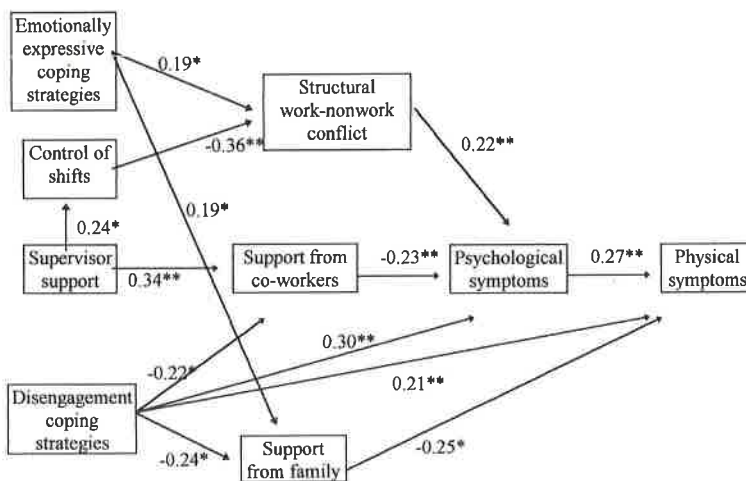 Emotionally
expressive
coping
strategies
0.19*
Structural
work-nonwork
conflict
Control of
shifts
-0.36**
0.22**
0.19*
0.24*
Supervisor
support
0.34**
Support from
co-workers
-0.23**
Psychological
symptoms
0.27**
Physical
symptoms
-0.22*
0.30**
0.21**
Disengagement
coping
strategies
-0.24*
Support
from family
-0.25*